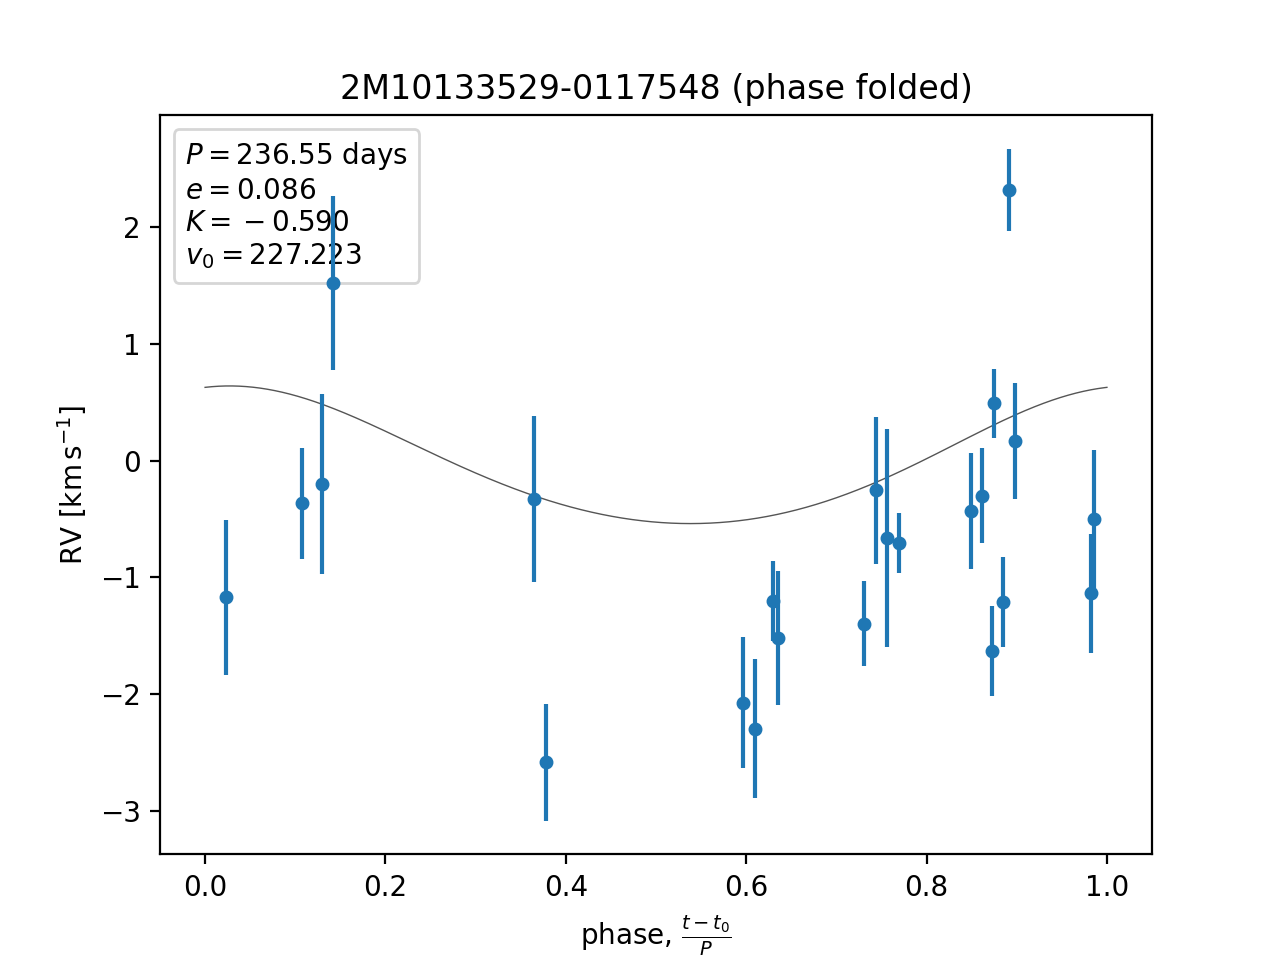 2M10133529-0117548 (phase folded)
P = 236.55 days
e = 0.086
K = −0.590
v₀ = 227.223
2
1
0
−1
−2
−3
RV [km s⁻¹]
0.0 0.2 0.4 0.6 0.8 1.0
phase, (t − t₀)/P